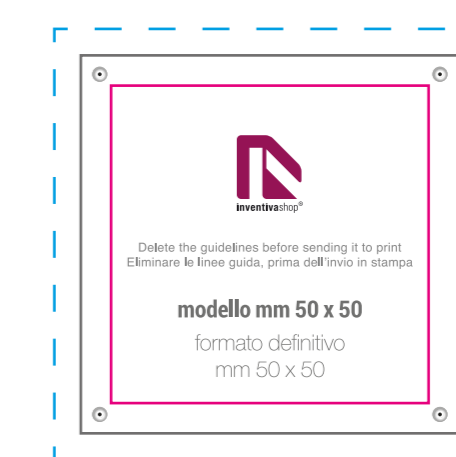 inventivashop®
Delete the guidelines before sending it to print
Eliminare le linee guida, prima dell'invio in stampa
modello mm 50 x 50
formato definitivo
mm 50 x 50